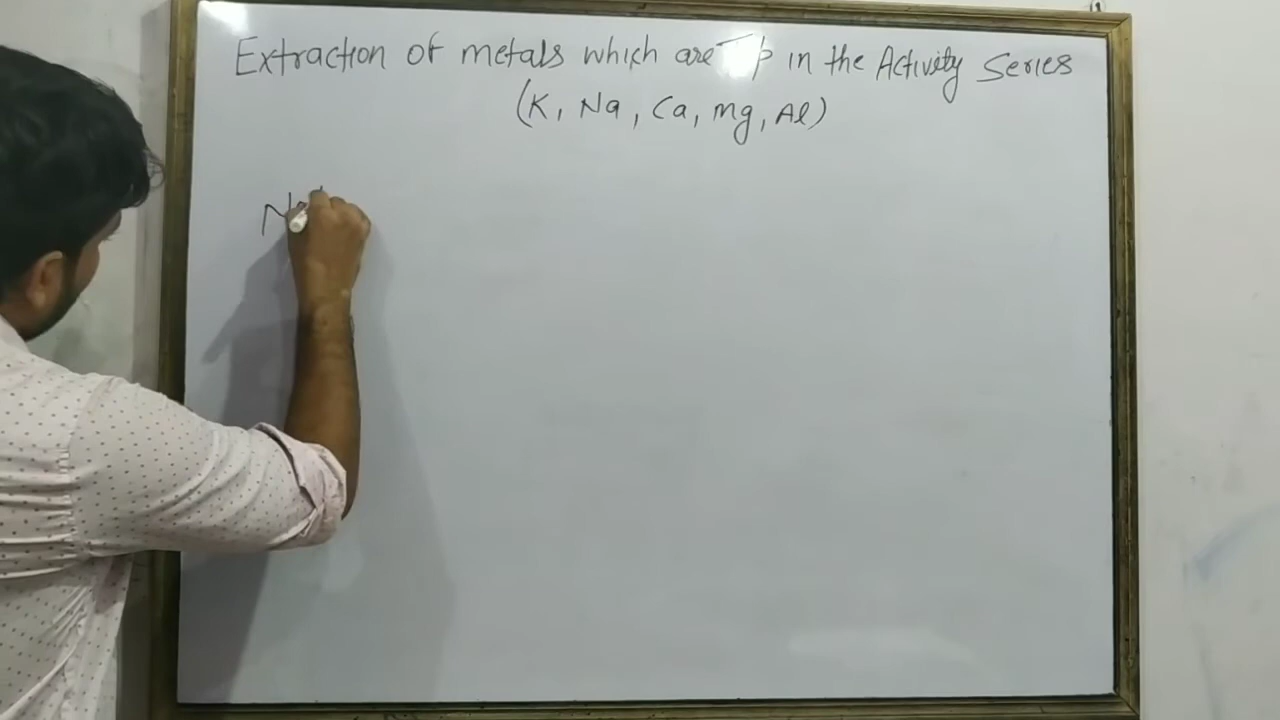 Extraction of metals which are Top in the Activity Series
(K, Na, Ca, Mg, Al)
Na